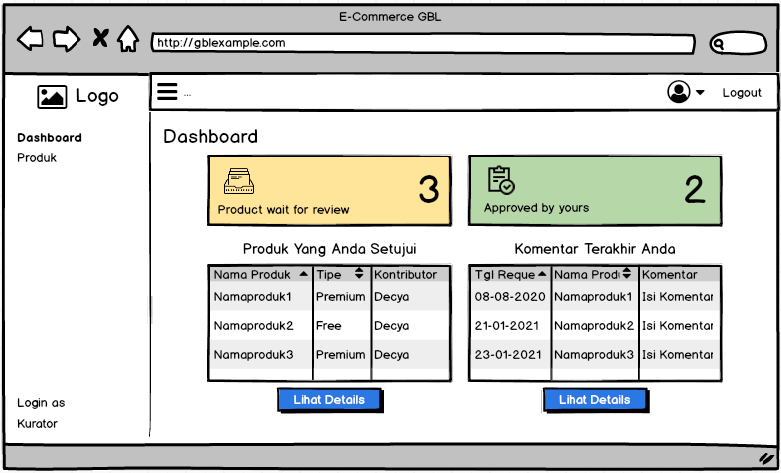 E-Commerce GBL
http://gblexample.com
Logo
...
Logout
Dashboard
Produk
Login as
Kurator
Dashboard
Product wait for review
3
Approved by yours
2
Produk Yang Anda Setujui
Nama Produk Tipe Kontributor
Namaproduk1 Premium Decya
Namaproduk2 Free Decya
Namaproduk3 Premium Decya
Lihat Details
Komentar Terakhir Anda
Tgl Reque Nama Produ Komentar
08-08-2020 Namaproduk1 Isi Komentar
21-01-2021 Namaproduk2 Isi Komentar
23-01-2021 Namaproduk3 Isi Komentar
Lihat Details